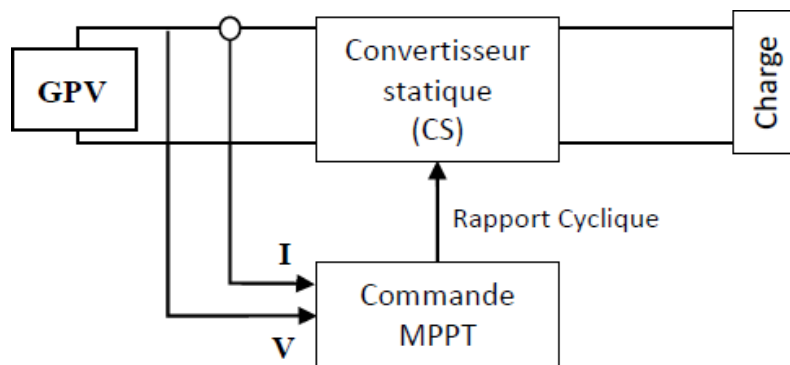 GPV
Convertisseur
statique
(CS)
Charge
Rapport Cyclique
I
V
Commande
MPPT